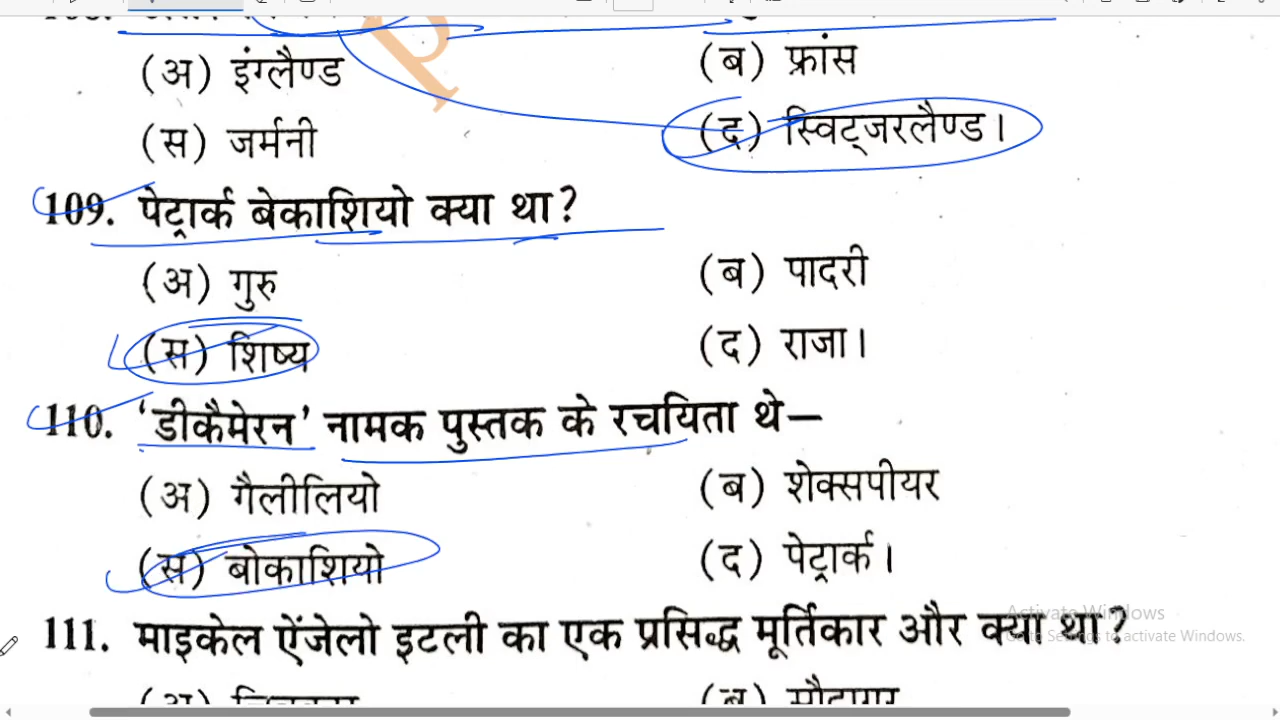 (अ) इंग्लैण्ड (ब) फ्रांस
(स) जर्मनी (द) स्विट्जरलैण्ड।
109. पेट्रार्क बेकाशियो क्या था?
(अ) गुरु (ब) पादरी
(स) शिष्य (द) राजा।
110. 'डीकैमेरन' नामक पुस्तक के रचयिता थे—
(अ) गैलीलियो (ब) शेक्सपीयर
(स) बोकाशियो (द) पेट्रार्क।
Activate Windows
111. माइकेल ऐंजेलो इटली का एक प्रसिद्ध मूर्तिकार और क्या था?
Go to Settings to activate Windows.
(अ) (ब) सौदागर